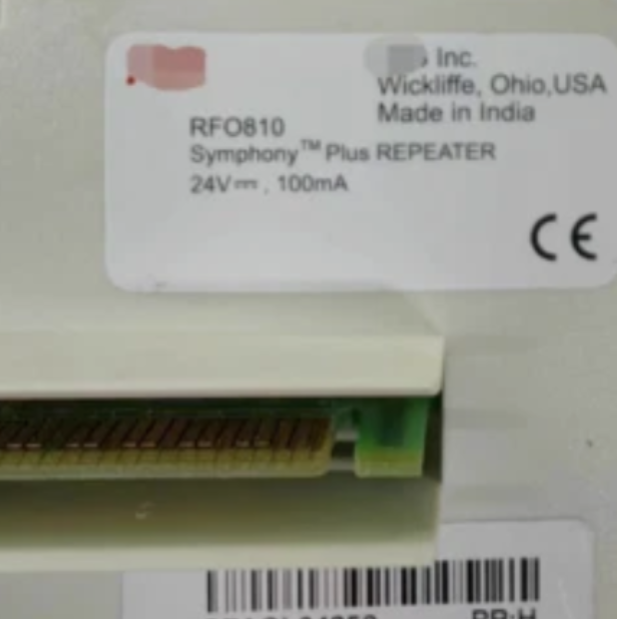 Inc.
Wickliffe, Ohio,USA
Made in India
RFO810
Symphony™ Plus REPEATER
24V⎓, 100mA
CE